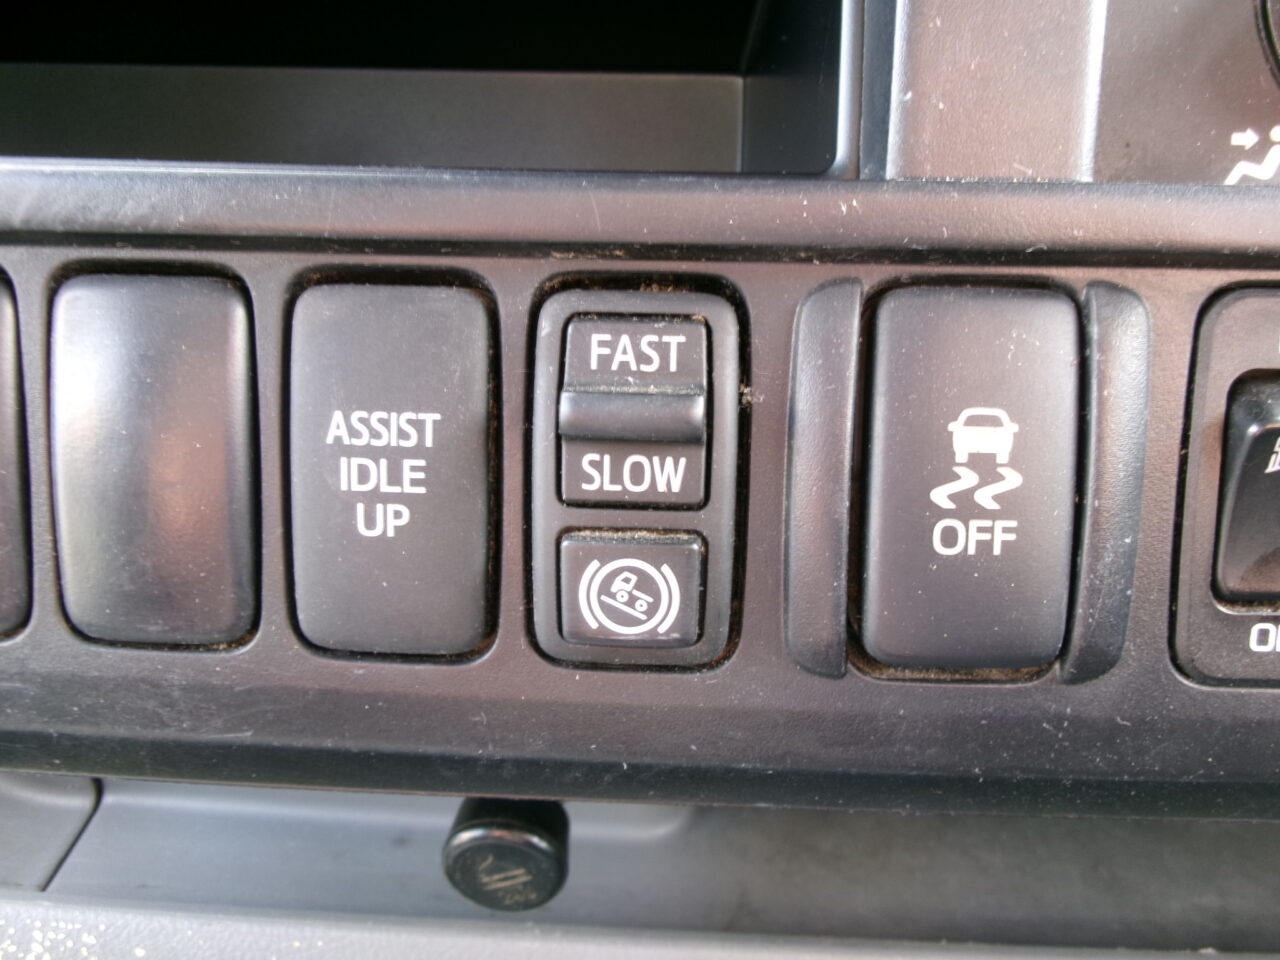 ASSIST
IDLE
UP
FAST
SLOW
OFF